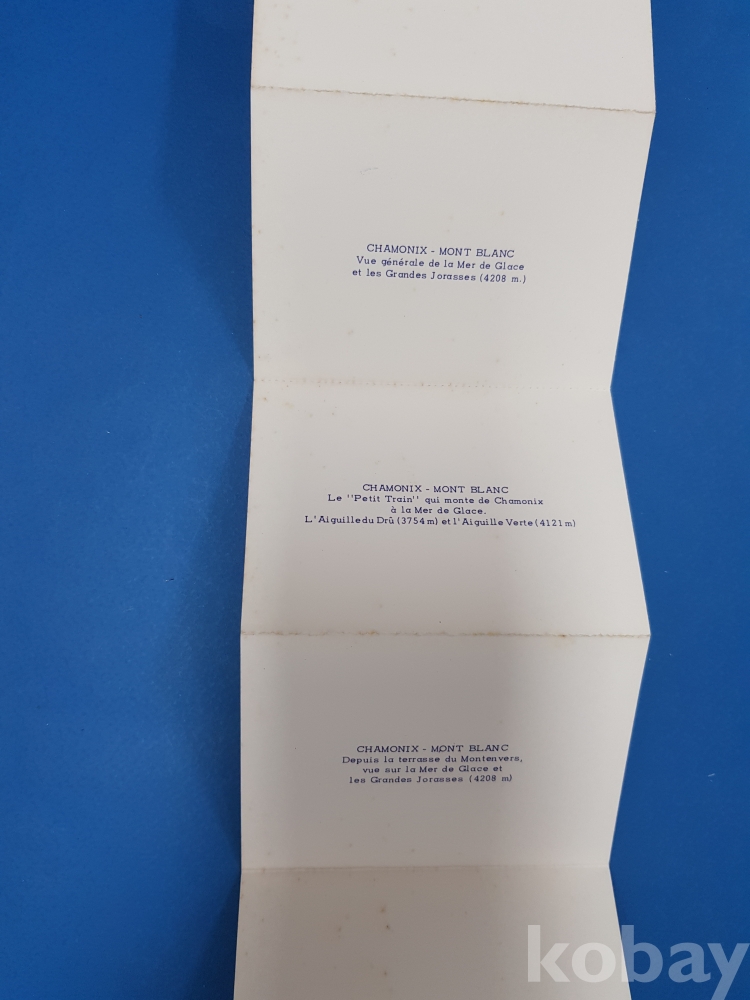 CHAMONIX - MONT BLANC
Vue générale de la Mer de Glace
et les Grandes Jorasses (4208 m.)
CHAMONIX - MONT BLANC
Le ''Petit Train'' qui monte de Chamonix
à la Mer de Glace.
L'Aiguille du Drû (3754 m) et l'Aiguille Verte (4121 m)
CHAMONIX - MONT BLANC
Depuis la terrasse du Montenvers,
vue sur la Mer de Glace et
les Grandes Jorasses (4208 m)
kobay